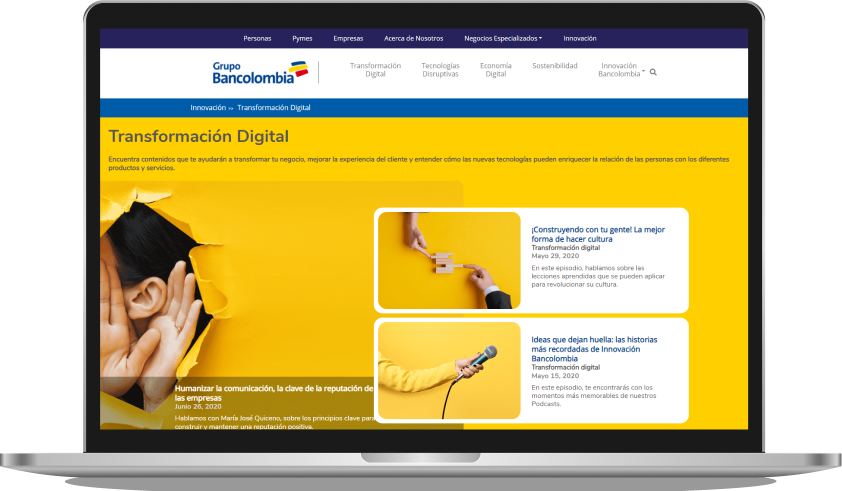 Personas Pymes Empresas Acerca de Nosotros Negocios Especializados Innovación
Grupo
Bancolombia
Transformación
Digital
Tecnologías
Disruptivas
Economía
Digital
Sostenibilidad
Innovación
Bancolombia
Innovación >> Transformación Digital
Transformación Digital
Encuentra contenidos que te ayudarán a transformar tu negocio, mejorar la experiencia del cliente y entender cómo las nuevas tecnologías pueden enriquecer la relación de las personas con los diferentes
productos y servicios.
Humanizar la comunicación, la clave de la reputación de
las empresas
Junio 26, 2020
Hablamos con María José Quiceno, sobre los principios clave para
construir y mantener una reputación positiva.
¡Construyendo con tu gente! La mejor
forma de hacer cultura
Transformación digital
Mayo 29, 2020
En este episodio, hablamos sobre las
lecciones aprendidas que se pueden aplicar
para revolucionar su cultura.
Ideas que dejan huella: las historias
más recordadas de Innovación
Bancolombia
Transformación digital
Mayo 15, 2020
En este episodio, te encontrarás con los
momentos más memorables de nuestros
Podcasts.